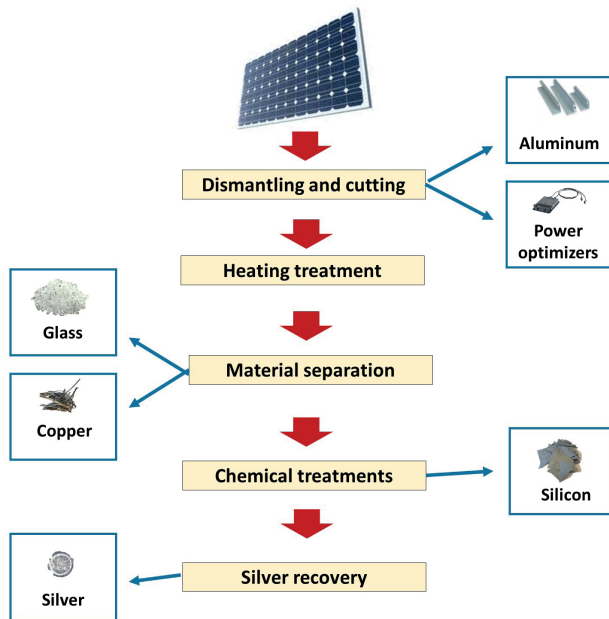 Aluminum
Dismantling and cutting
Power
optimizers
Heating treatment
Glass
Material separation
Copper
Chemical treatments
Silicon
Silver recovery
Silver